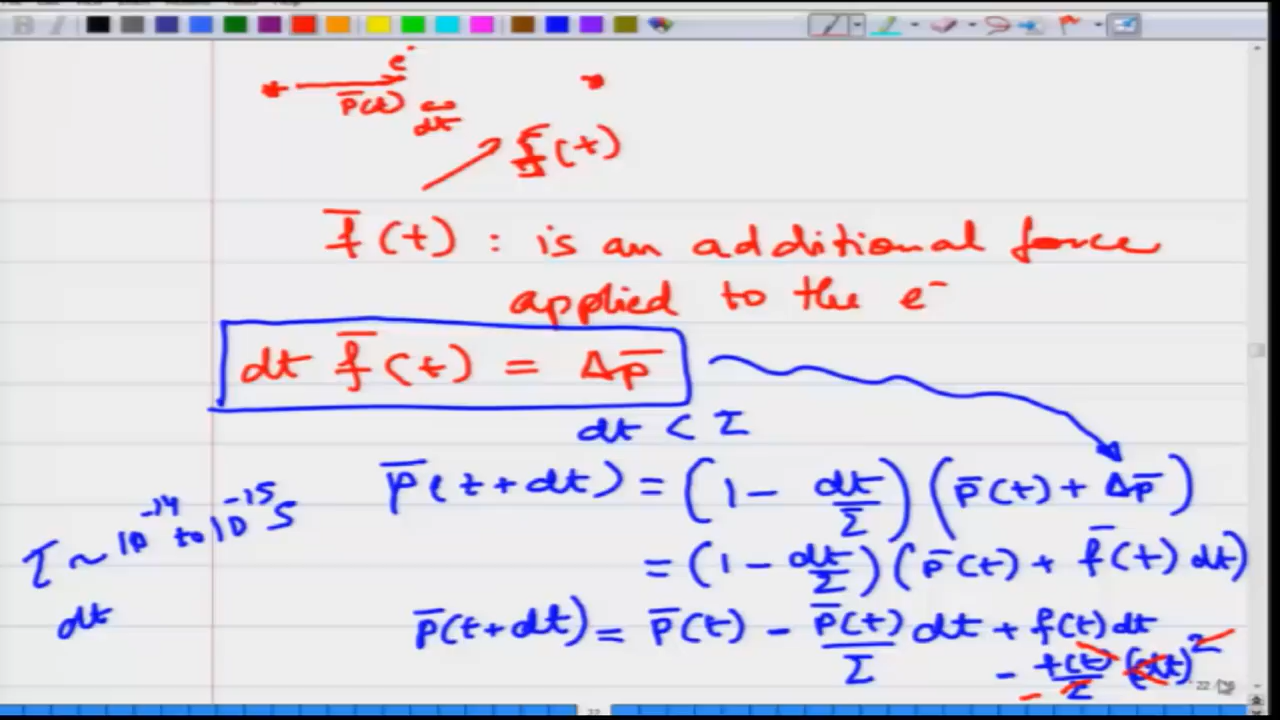 e⁻
p̄(t)
dt
f̄(t)
f̄(t) : is an additional force
applied to the e⁻
dt f̄(t) = Δp̄
dt < τ
p̄(t+dt) = (1 - dt/τ)(p̄(t) + Δp̄)
τ ~ 10⁻¹⁴ to 10⁻¹⁵ s
= (1 - dt/τ)(p̄(t) + f̄(t) dt)
dt
p̄(t+dt) = p̄(t) - p̄(t)/τ dt + f(t) dt
- f(t)/τ (dt)²